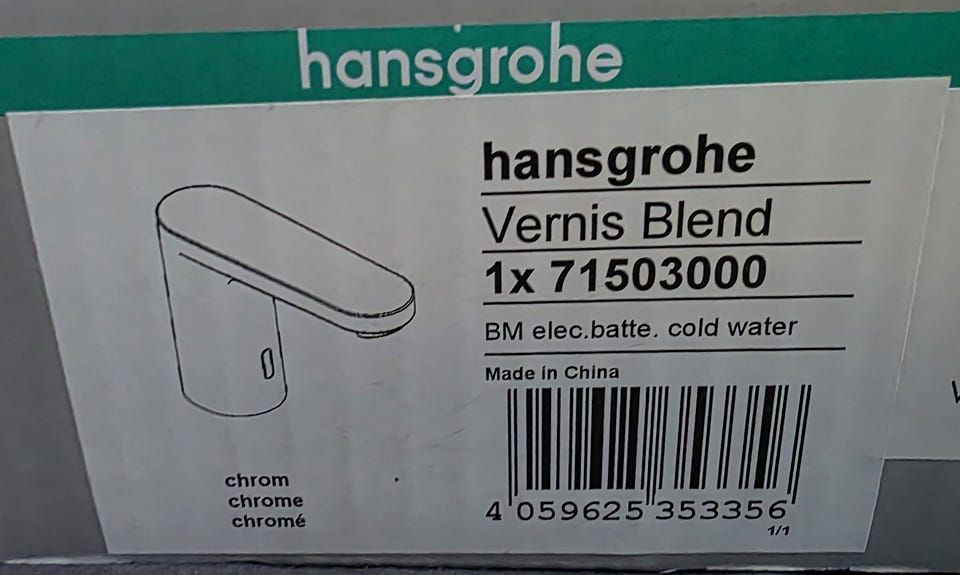 hansgrohe
hansgrohe
Vernis Blend
1x 71503000
BM elec.batte. cold water
Made in China
4 059625 353356
1/1
chrom
chrome
chromé